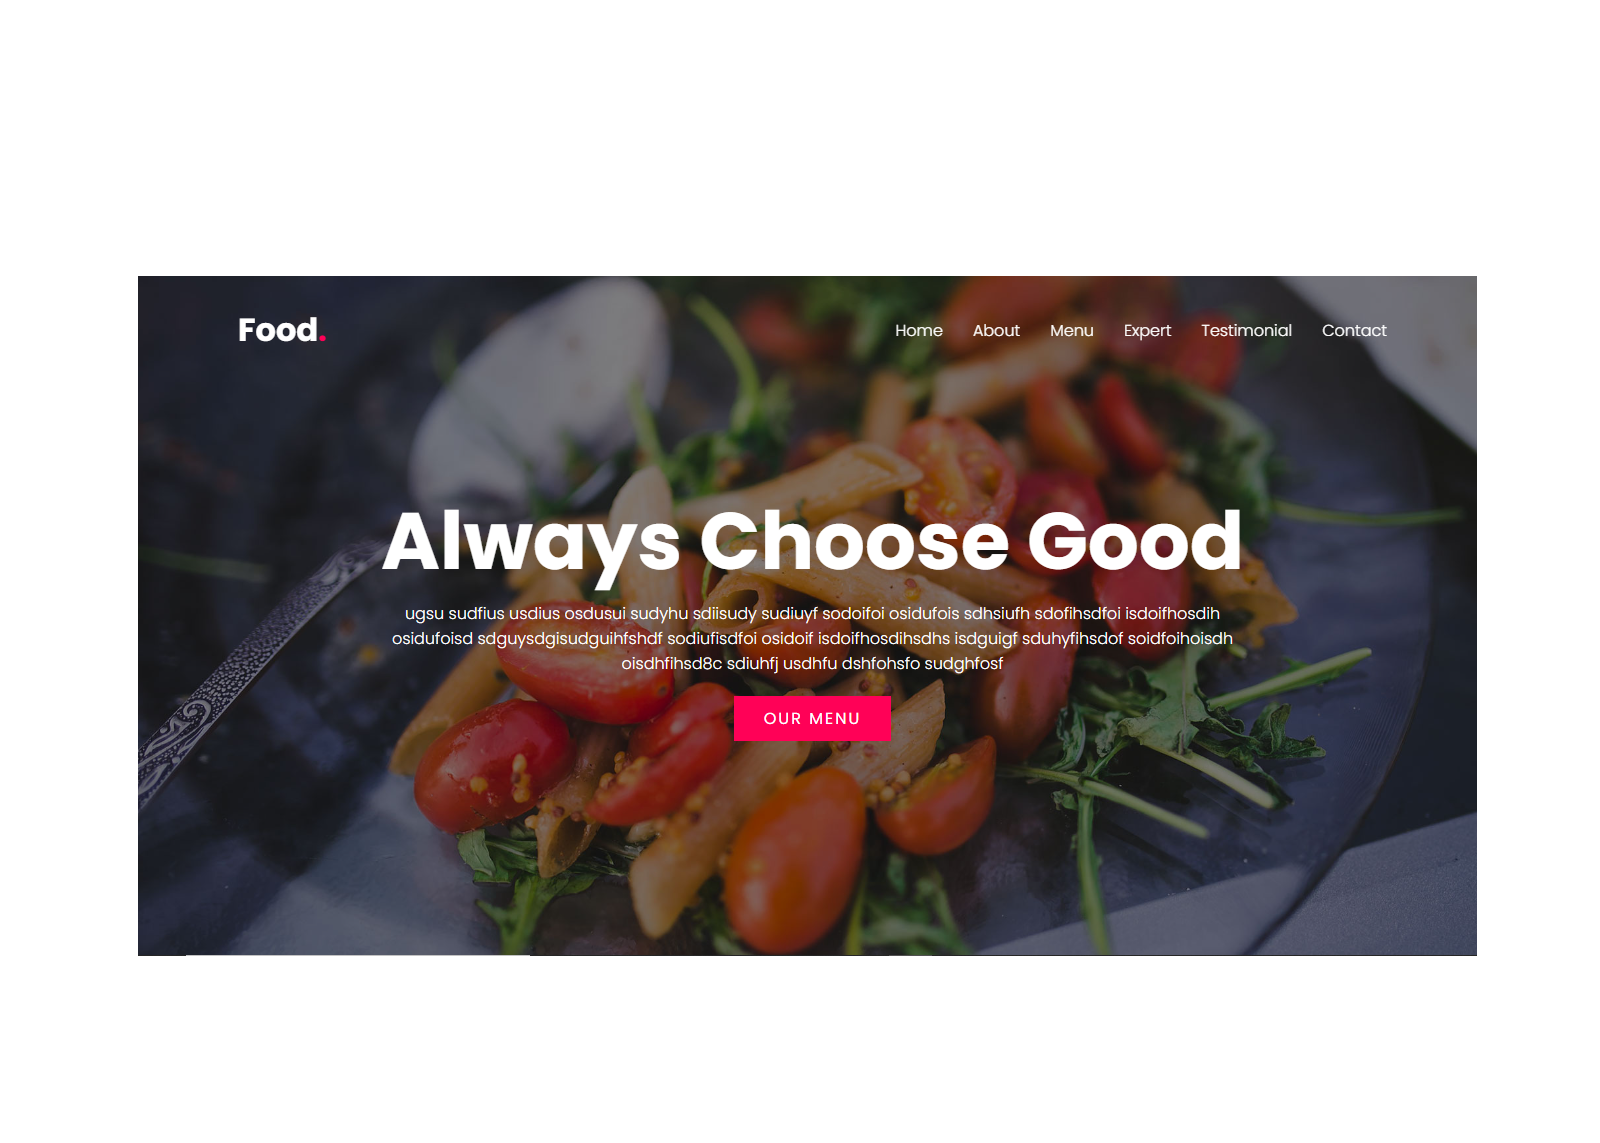 Food.
Home About Menu Expert Testimonial Contact
Always Choose Good
ugsu sudfius usdius osdusui sudyhu sdiisudy sudiuyf sodoifoi osidufois sdhsiufh sdofihsdfoi isdoifhosdih
osidufoisd sdguysdgisudguihfshdf sodiufisdfoi osidoif isdoifhosdihsdhs isdguigf sduhyfihsdof soidfoihoisdh
oisdhfihsd8c sdiuhfj usdhfu dshfohsfo sudghfosf
OUR MENU